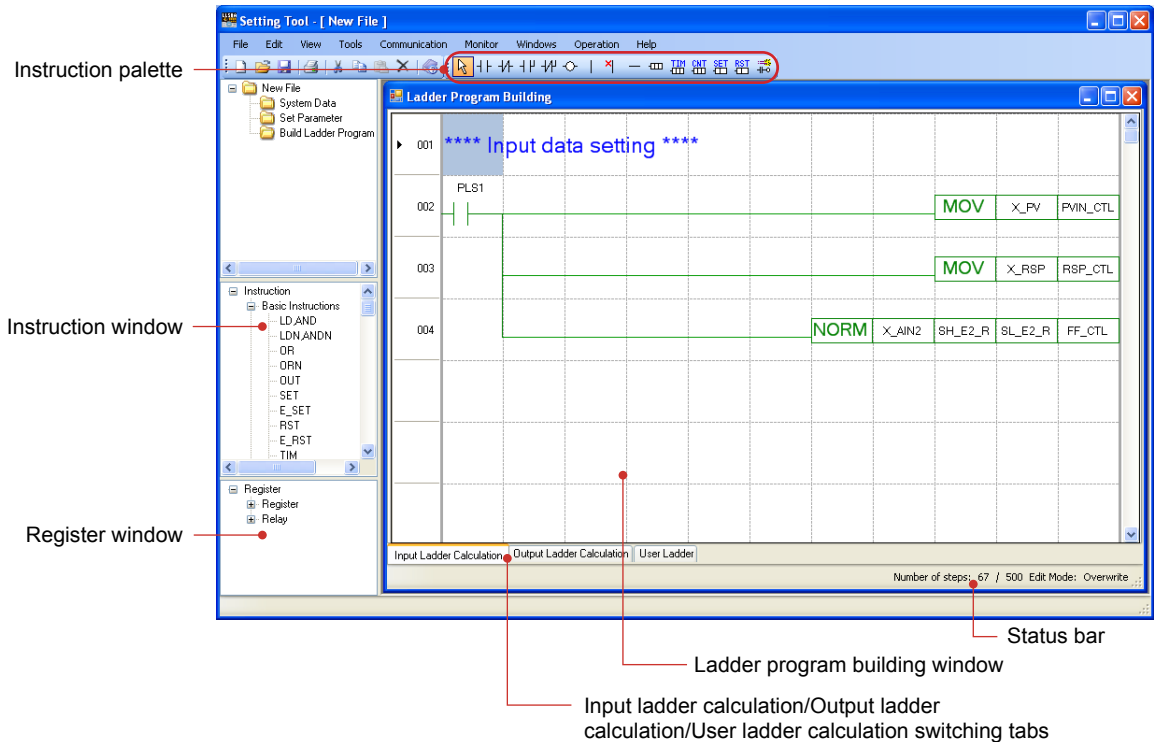 Setting Tool - [ New File ]
File Edit View Tools Communication Monitor Windows Operation Help
Instruction palette
TIM CNT SET RST
New File
System Data
Set Parameter
Build Ladder Program
Ladder Program Building
001 **** Input data setting ****
PLS1
002 MOV X_PV PVIN_CTL
003 MOV X_RSP RSP_CTL
004 NORM X_AIN2 SH_E2_R SL_E2_R FF_CTL
Instruction window
Instruction
Basic Instructions
LD,AND
LDN,ANDN
OR
ORN
OUT
SET
E_SET
RST
E_RST
TIM
Register window
Register
Register
Relay
Input Ladder Calculation Output Ladder Calculation User Ladder
Number of steps: 67 / 500 Edit Mode: Overwrite
Status bar
Ladder program building window
Input ladder calculation/Output ladder
calculation/User ladder calculation switching tabs